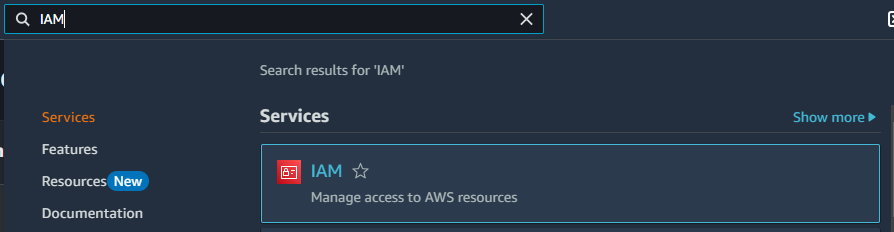 IAM
Search results for 'IAM'
Services
Features
Resources New
Documentation
Services
Show more
IAM
Manage access to AWS resources